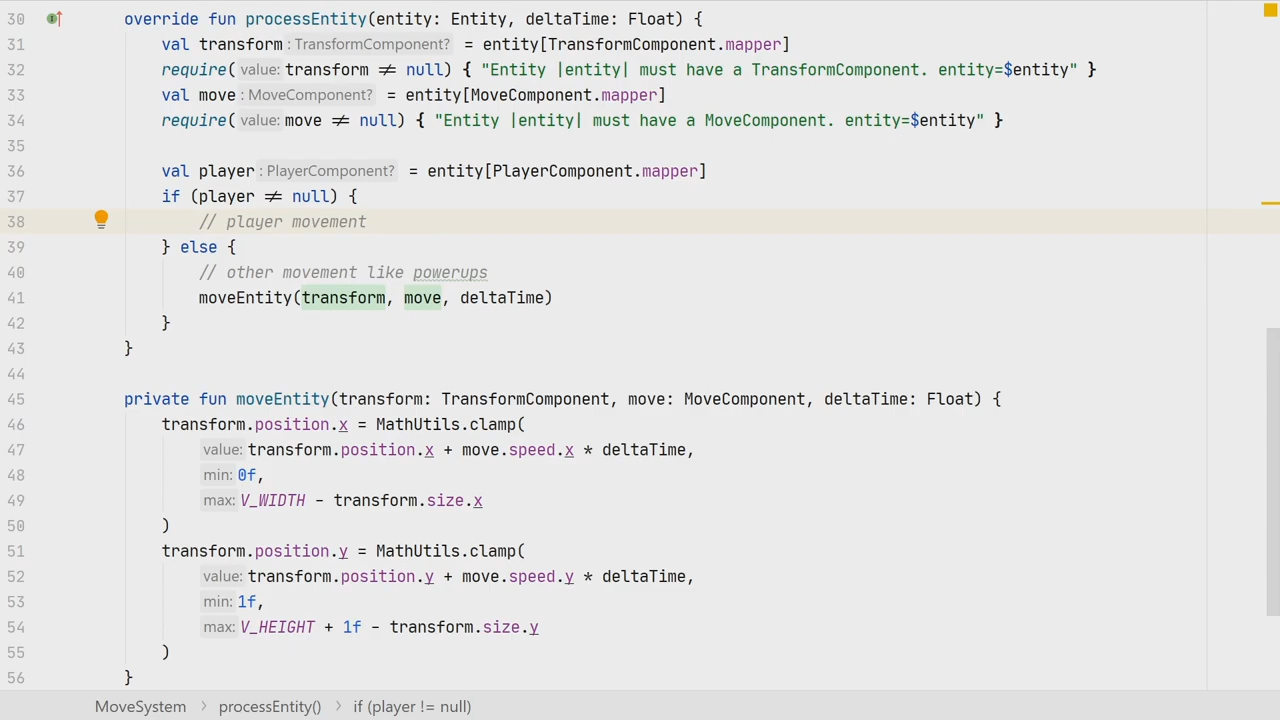 30 override fun processEntity(entity: Entity, deltaTime: Float) {
31 val transform : TransformComponent? = entity[TransformComponent.mapper]
32 require( value: transform ≠ null) { "Entity |entity| must have a TransformComponent. entity=$entity" }
33 val move : MoveComponent? = entity[MoveComponent.mapper]
34 require( value: move ≠ null) { "Entity |entity| must have a MoveComponent. entity=$entity" }
35
36 val player : PlayerComponent? = entity[PlayerComponent.mapper]
37 if (player ≠ null) {
38 // player movement
39 } else {
40 // other movement like powerups
41 moveEntity(transform, move, deltaTime)
42 }
43 }
44
45 private fun moveEntity(transform: TransformComponent, move: MoveComponent, deltaTime: Float) {
46 transform.position.x = MathUtils.clamp(
47 value: transform.position.x + move.speed.x * deltaTime,
48 min: 0f,
49 max: V_WIDTH - transform.size.x
50 )
51 transform.position.y = MathUtils.clamp(
52 value: transform.position.y + move.speed.y * deltaTime,
53 min: 1f,
54 max: V_HEIGHT + 1f - transform.size.y
55 )
56 }
MoveSystem > processEntity() > if (player != null)